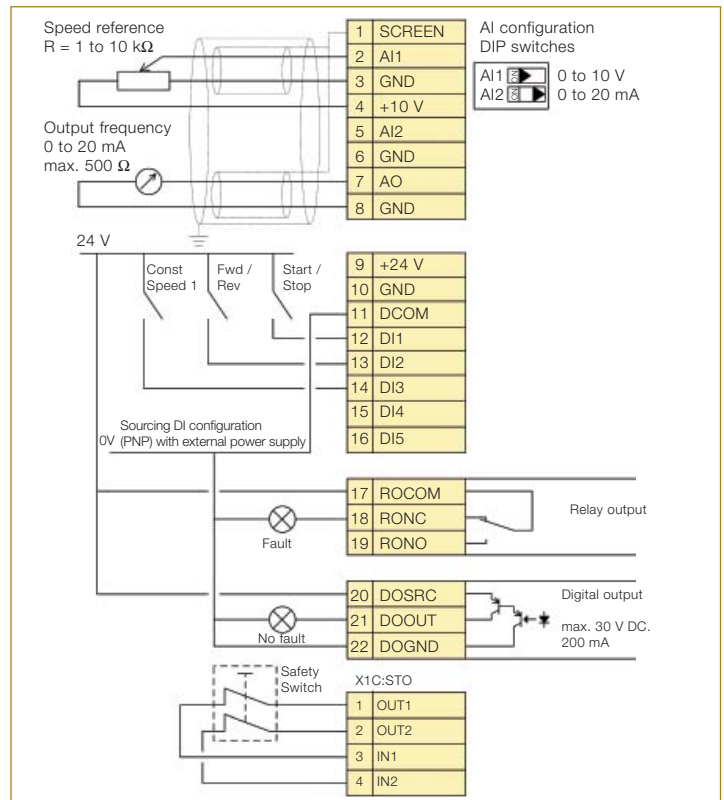 Speed reference
R = 1 to 10 kΩ
1 SCREEN
2 AI1
3 GND
4 +10 V
5 AI2
6 GND
7 AO
8 GND
AI configuration
DIP switches
AI1 ON 0 to 10 V
AI2 ON 0 to 20 mA
Output frequency
0 to 20 mA
max. 500 Ω
24 V
Const
Speed 1
Fwd /
Rev
Start /
Stop
9 +24 V
10 GND
11 DCOM
12 DI1
13 DI2
14 DI3
15 DI4
16 DI5
Sourcing DI configuration
0V (PNP) with external power supply
17 ROCOM
18 RONC
19 RONO
Relay output
Fault
20 DOSRC
21 DOOUT
22 DOGND
Digital output
max. 30 V DC.
200 mA
No fault
Safety
Switch
X1C:STO
1 OUT1
2 OUT2
3 IN1
4 IN2